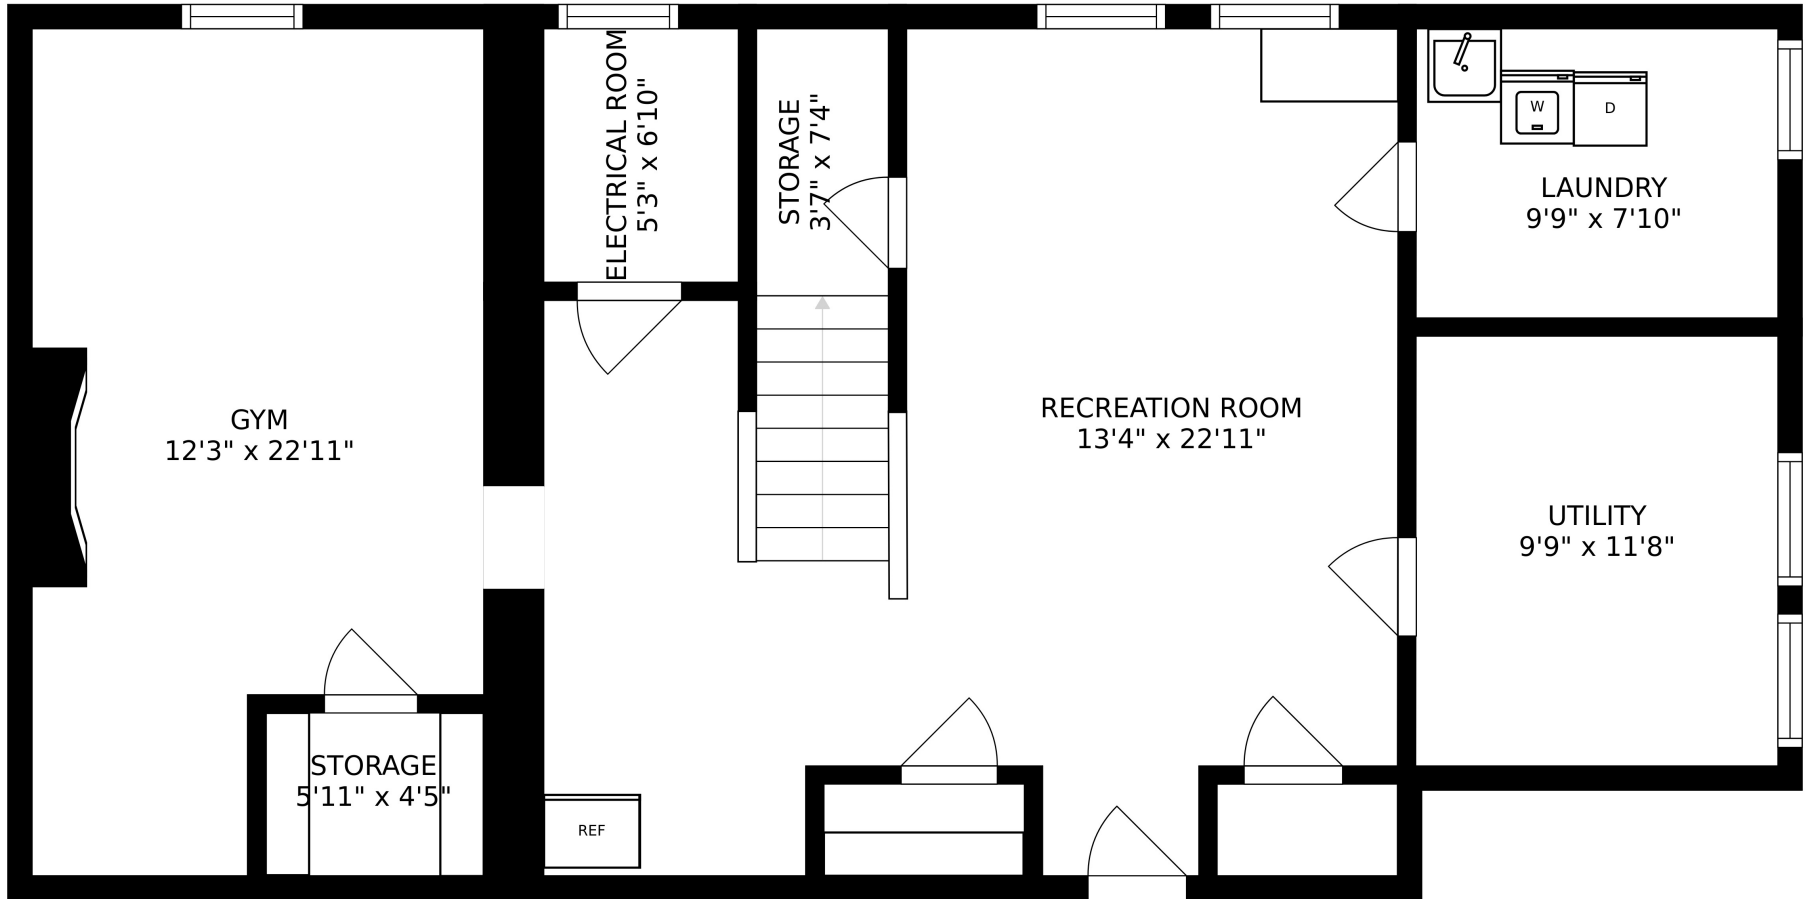 ELECTRICAL ROOM
5'3" x 6'10"
STORAGE
3'7" x 7'4"
W
D
LAUNDRY
9'9" x 7'10"
GYM
12'3" x 22'11"
RECREATION ROOM
13'4" x 22'11"
UTILITY
9'9" x 11'8"
STORAGE
5'11" x 4'5"
REF